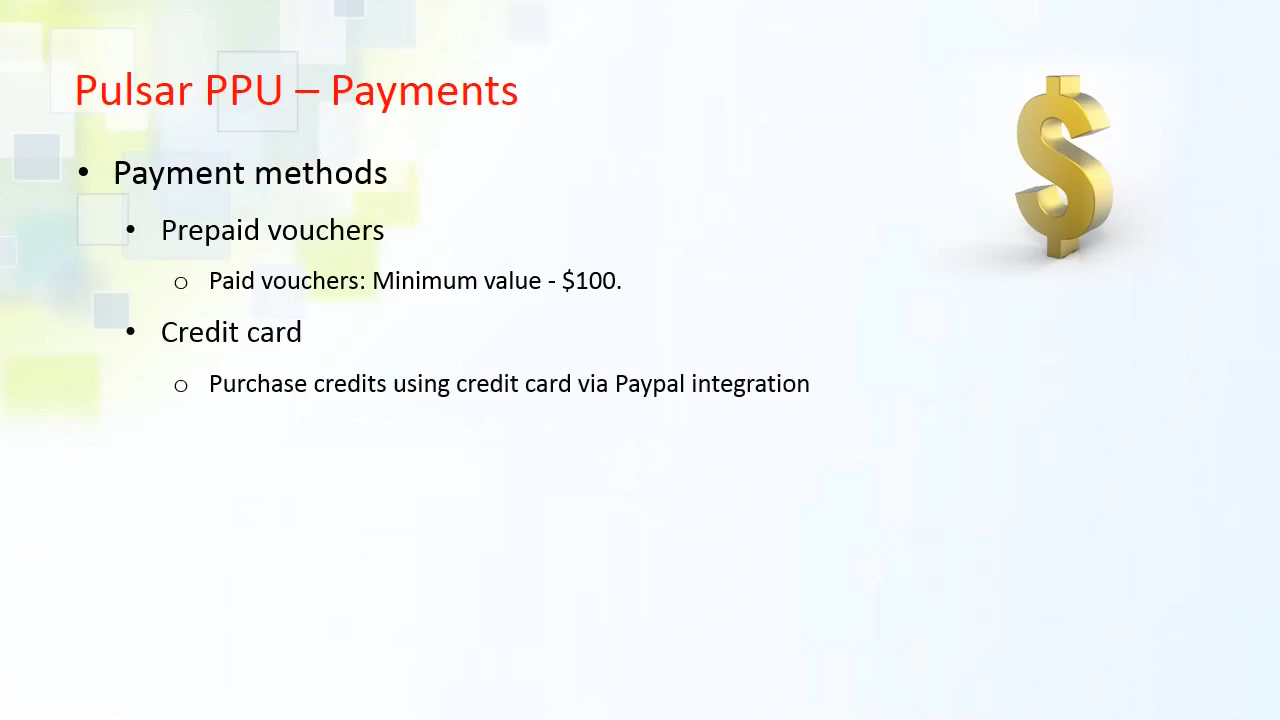 Pulsar PPU – Payments
• Payment methods
• Prepaid vouchers
o Paid vouchers: Minimum value - $100.
• Credit card
o Purchase credits using credit card via Paypal integration